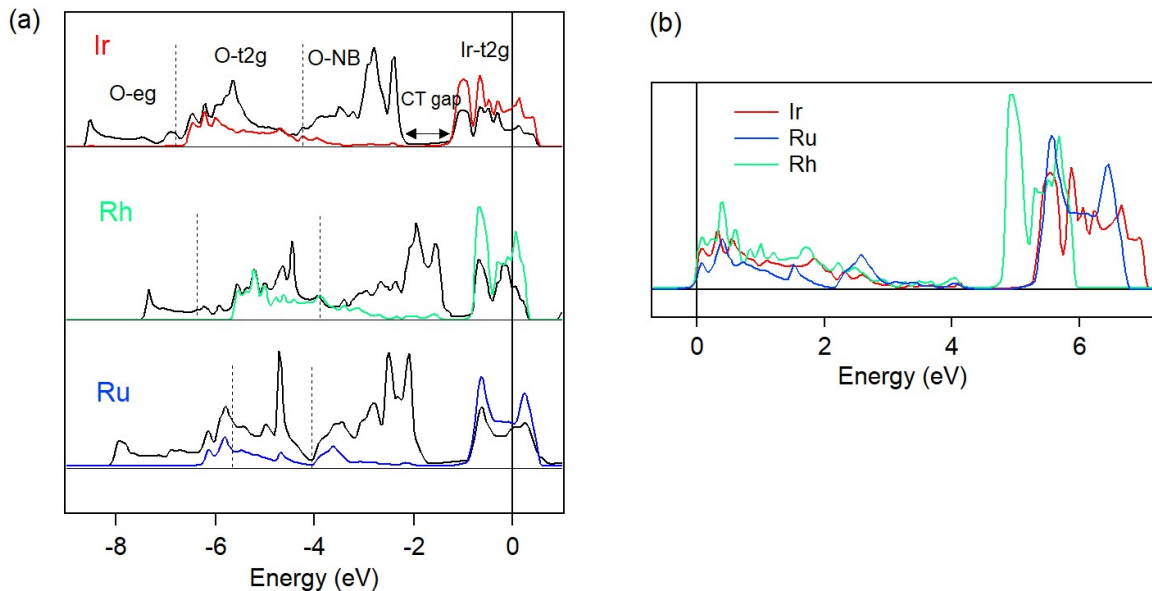 (a)
Ir
O-eg
O-t2g
O-NB
CT gap
Ir-t2g
Rh
Ru
-8
-6
-4
-2
0
Energy (eV)
(b)
Ir
Ru
Rh
0
2
4
6
Energy (eV)